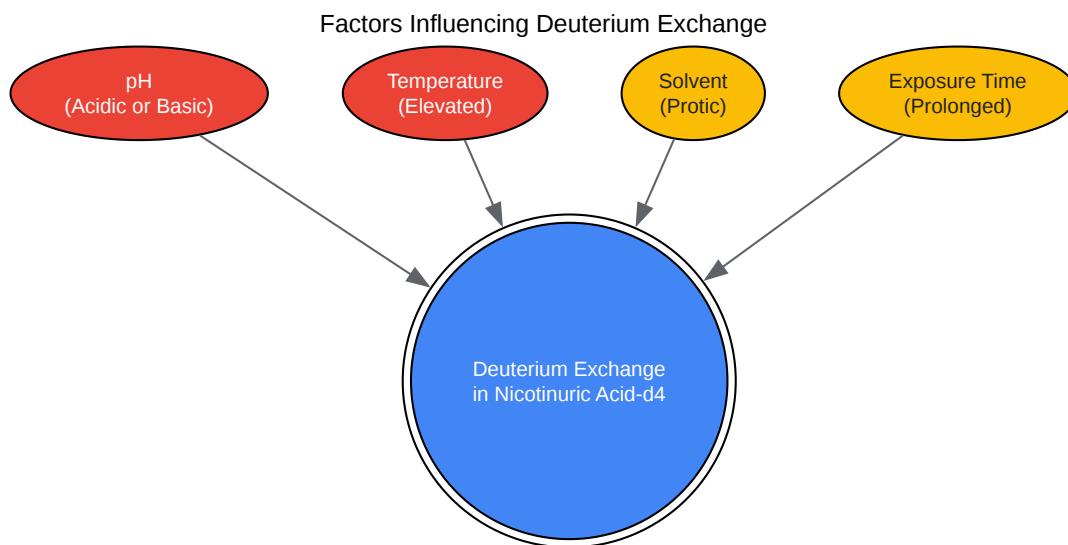 Factors Influencing Deuterium Exchange
pH
(Acidic or Basic)
Temperature
(Elevated)
Solvent
(Protic)
Exposure Time
(Prolonged)
Deuterium Exchange
in Nicotinuric Acid-d4